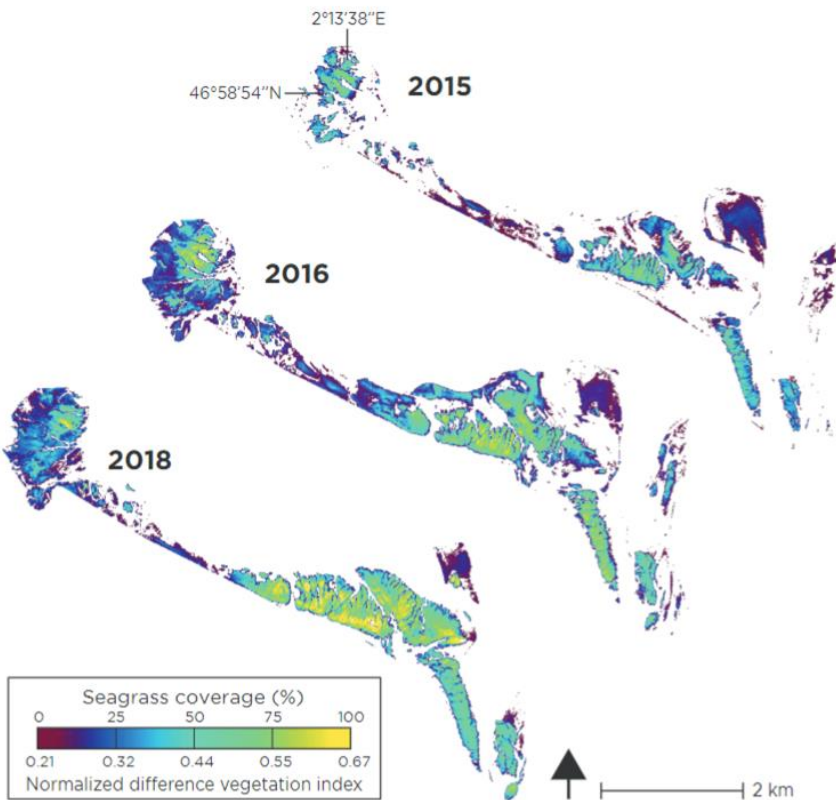 2°13'38"E
46°58'54"N
2015
2016
2018
Seagrass coverage (%)
0 25 50 75 100
0.21 0.32 0.44 0.55 0.67
Normalized difference vegetation index
2 km